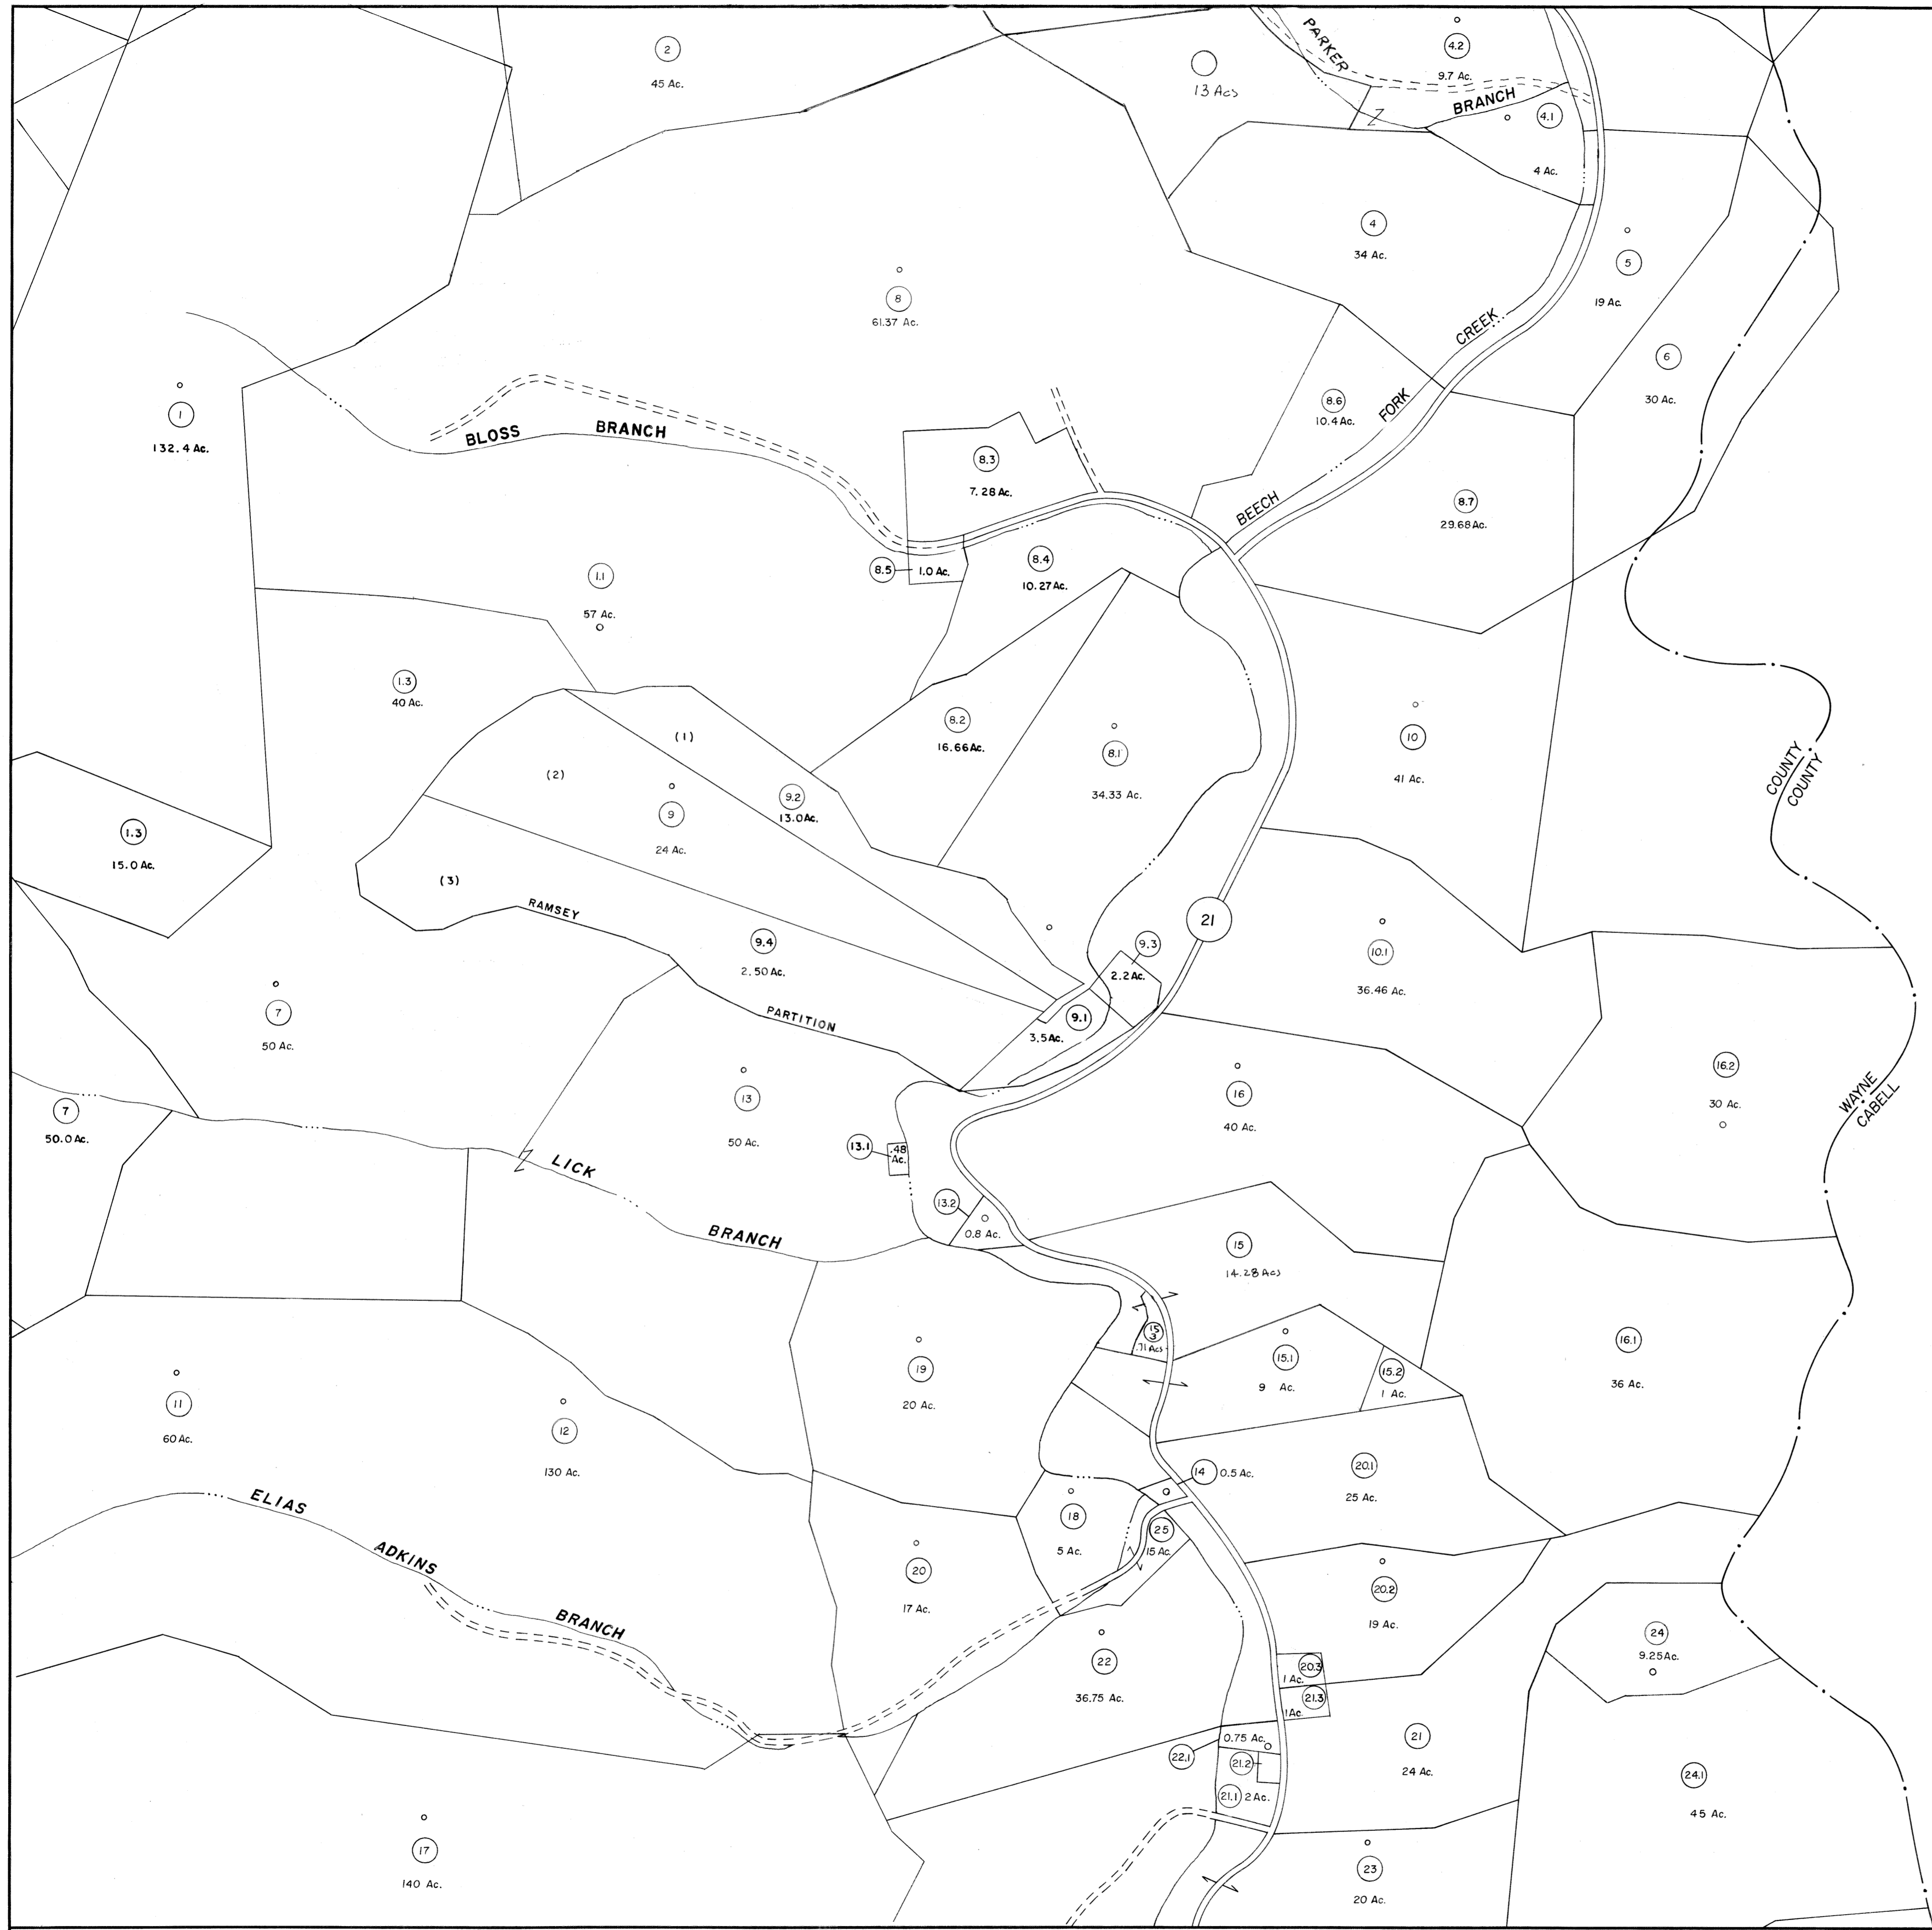 2
45 Ac.
13 Acs
PARKER
BRANCH
4.2
9.7 Ac.
4.1
4 Ac.
4
34 Ac.
5
19 Ac.
6
30 Ac.
8
61.37 Ac.
1
132.4 Ac.
BLOSS BRANCH
8.3
7.28 Ac.
8.6
10.4 Ac.
BEECH FORK CREEK
8.7
29.68 Ac.
8.5
1.0 Ac.
8.4
10.27 Ac.
1.1
57 Ac.
1.3
40 Ac.
(1)
(2)
(3)
9
24 Ac.
9.2
13.0 Ac.
8.2
16.66 Ac.
8.1
34.33 Ac.
10
41 Ac.
COUNTY
COUNTY
1.3
15.0 Ac.
RAMSEY PARTITION
9.4
2.50 Ac.
21
9.3
2.2 Ac.
9.1
3.5 Ac.
10.1
36.46 Ac.
7
50 Ac.
7
50.0 Ac.
13
50 Ac.
13.1
.48
Ac.
13.2
0.8 Ac.
16
40 Ac.
16.2
30 Ac.
WAYNE
CABELL
LICK BRANCH
15
14.28 Acs
15
3
.71 Acs
15.1
9 Ac.
15.2
1 Ac.
16.1
36 Ac.
11
60 Ac.
12
130 Ac.
19
20 Ac.
14
0.5 Ac.
20.1
25 Ac.
18
5 Ac.
25
15 Ac.
ELIAS ADKINS BRANCH
20
17 Ac.
20.2
19 Ac.
24
9.25 Ac.
22
36.75 Ac.
20.3
1 Ac.
21.3
1 Ac.
22.1
0.75 Ac.
21.2
21.1
2 Ac.
21
24 Ac.
24.1
45 Ac.
17
140 Ac.
23
20 Ac.